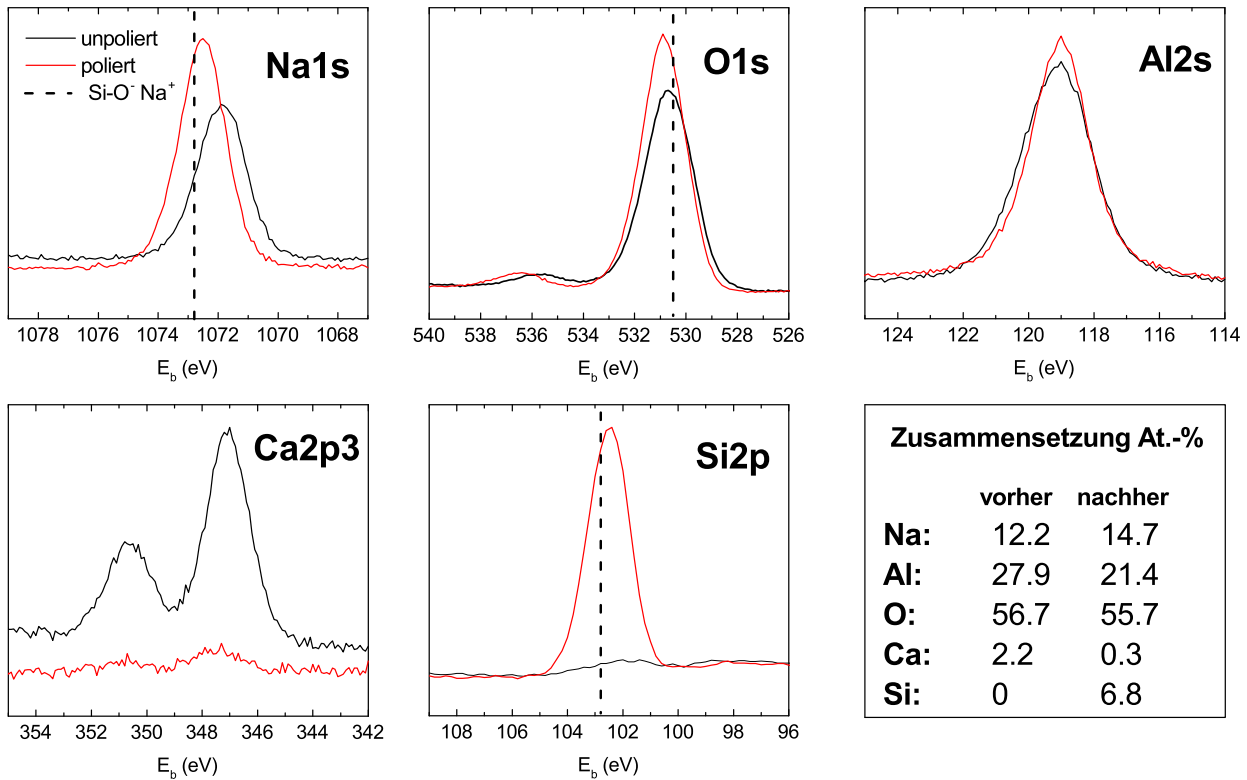 unpoliert
poliert
Si-O⁻ Na⁺
Na1s
1078 1076 1074 1072 1070 1068
E_b (eV)
O1s
540 538 536 534 532 530 528 526
E_b (eV)
Al2s
124 122 120 118 116 114
E_b (eV)
Ca2p3
354 352 350 348 346 344 342
E_b (eV)
Si2p
108 106 104 102 100 98 96
E_b (eV)
Zusammensetzung At.-%
vorher nachher
Na: 12.2 14.7
Al: 27.9 21.4
O: 56.7 55.7
Ca: 2.2 0.3
Si: 0 6.8